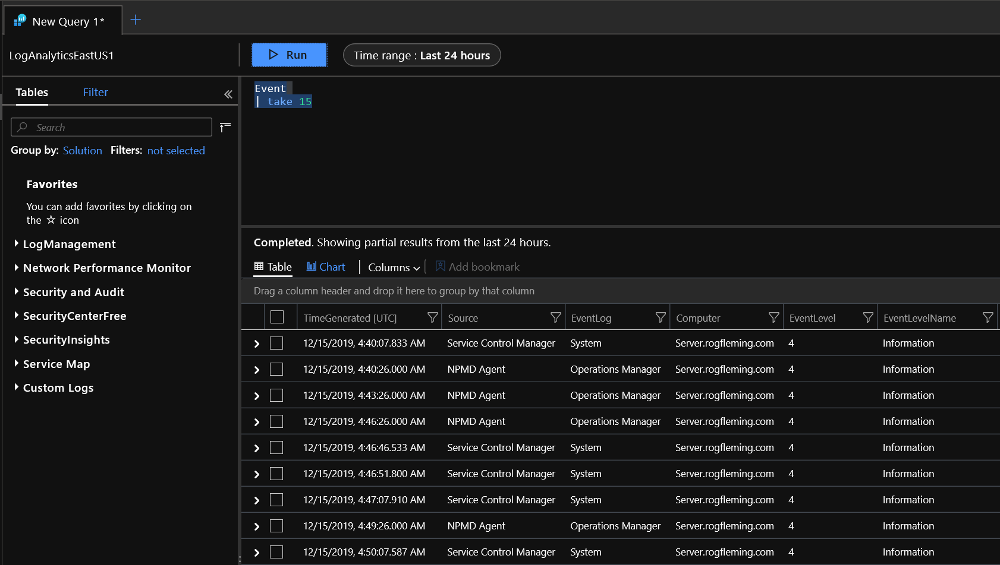 New Query 1*
LogAnalyticsEastUS1
Run
Time range : Last 24 hours
Tables Filter
Search
Group by: Solution Filters: not selected
Favorites
You can add favorites by clicking on
the ☆ icon
LogManagement
Network Performance Monitor
Security and Audit
SecurityCenterFree
SecurityInsights
Service Map
Custom Logs
Event
| take 15
Completed. Showing partial results from the last 24 hours.
Table Chart Columns Add bookmark
Drag a column header and drop it here to group by that column
TimeGenerated [UTC] Source EventLog Computer EventLevel EventLevelName
12/15/2019, 4:40:07.833 AM Service Control Manager System Server.rogfleming.com 4 Information
12/15/2019, 4:40:26.000 AM NPMD Agent Operations Manager Server.rogfleming.com 4 Information
12/15/2019, 4:43:26.000 AM NPMD Agent Operations Manager Server.rogfleming.com 4 Information
12/15/2019, 4:46:26.000 AM NPMD Agent Operations Manager Server.rogfleming.com 4 Information
12/15/2019, 4:46:46.533 AM Service Control Manager System Server.rogfleming.com 4 Information
12/15/2019, 4:46:51.800 AM Service Control Manager System Server.rogfleming.com 4 Information
12/15/2019, 4:47:07.910 AM Service Control Manager System Server.rogfleming.com 4 Information
12/15/2019, 4:49:26.000 AM NPMD Agent Operations Manager Server.rogfleming.com 4 Information
12/15/2019, 4:50:07.587 AM Service Control Manager System Server.rogfleming.com 4 Information